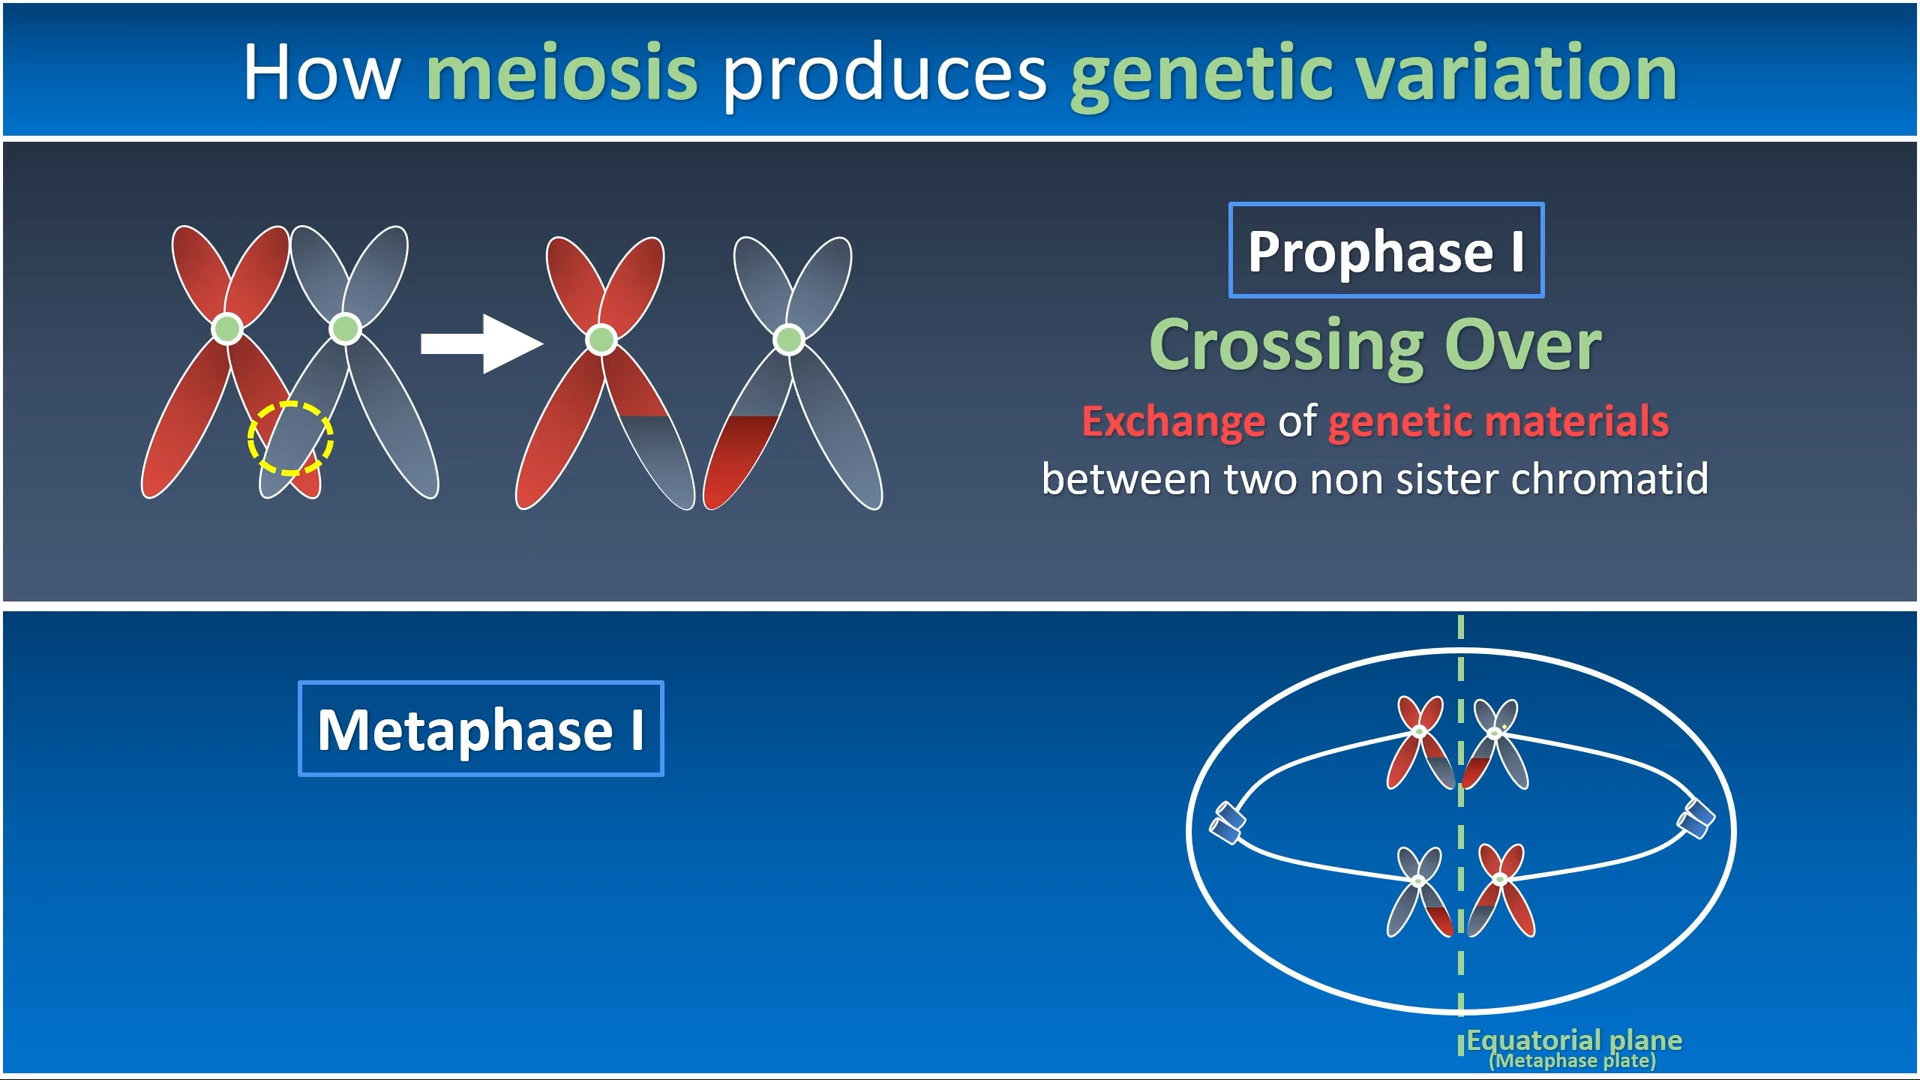 How meiosis produces genetic variation
Prophase I
Crossing Over
Exchange of genetic materials
between two non sister chromatid
Metaphase I
Equatorial plane
(Metaphase plate)